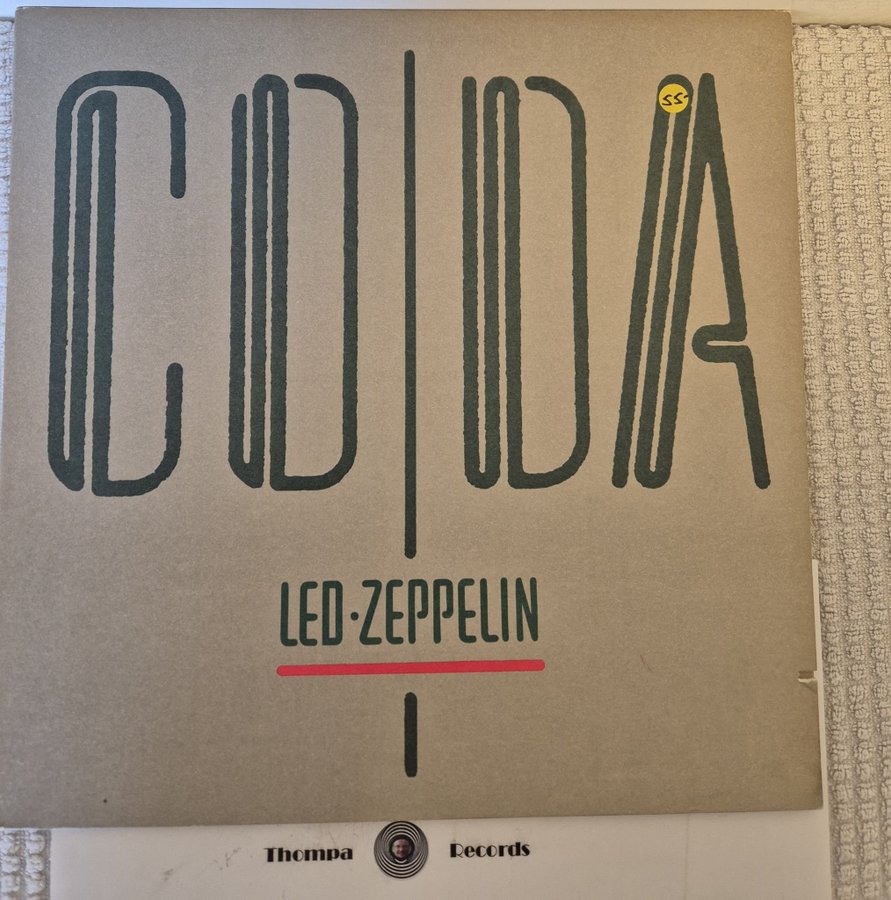 CODA
55-
LED·ZEPPELIN
Thompa Records